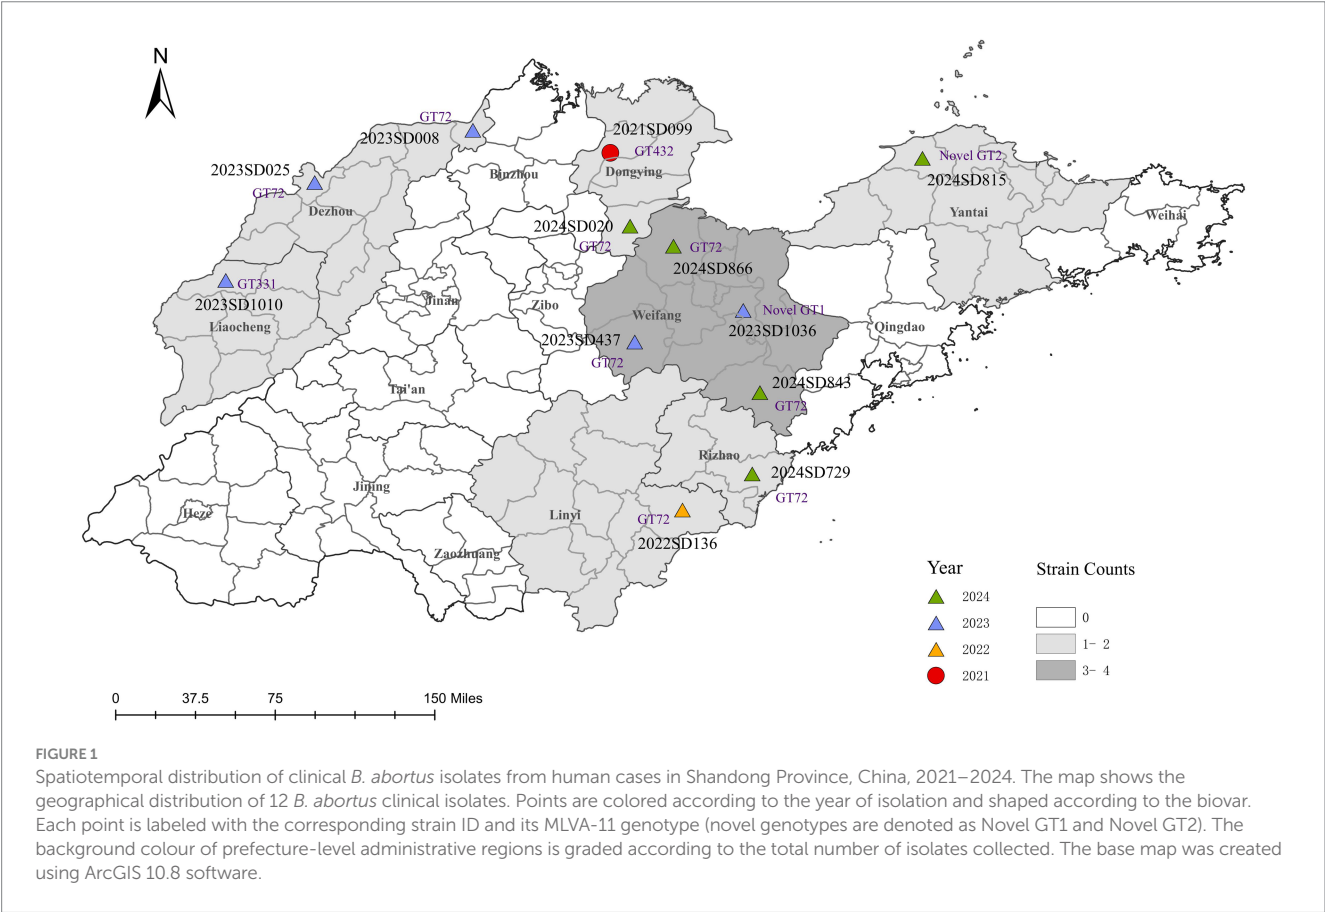 N
GT72
2023SD008
2021SD099
GT432
Dongying
Novel GT2
2024SD815
Yantai
Weihai
2023SD025
GT72
Dezhou
Binzhou
2024SD020
GT72
GT72
2024SD866
GT331
2023SD1010
Liaocheng
Jinan
Zibo
Weifang
Novel GT1
2023SD1036
Qingdao
2023SD437
GT72
Tai'an
2024SD843
GT72
Rizhao
2024SD729
GT72
Jining
Heze
Linyi
GT72
2022SD136
Zaozhuang
Year
2024
2023
2022
2021
Strain Counts
0
1- 2
3- 4
0 37.5 75 150 Miles
FIGURE 1
Spatiotemporal distribution of clinical B. abortus isolates from human cases in Shandong Province, China, 2021–2024. The map shows the
geographical distribution of 12 B. abortus clinical isolates. Points are colored according to the year of isolation and shaped according to the biovar.
Each point is labeled with the corresponding strain ID and its MLVA-11 genotype (novel genotypes are denoted as Novel GT1 and Novel GT2). The
background colour of prefecture-level administrative regions is graded according to the total number of isolates collected. The base map was created
using ArcGIS 10.8 software.